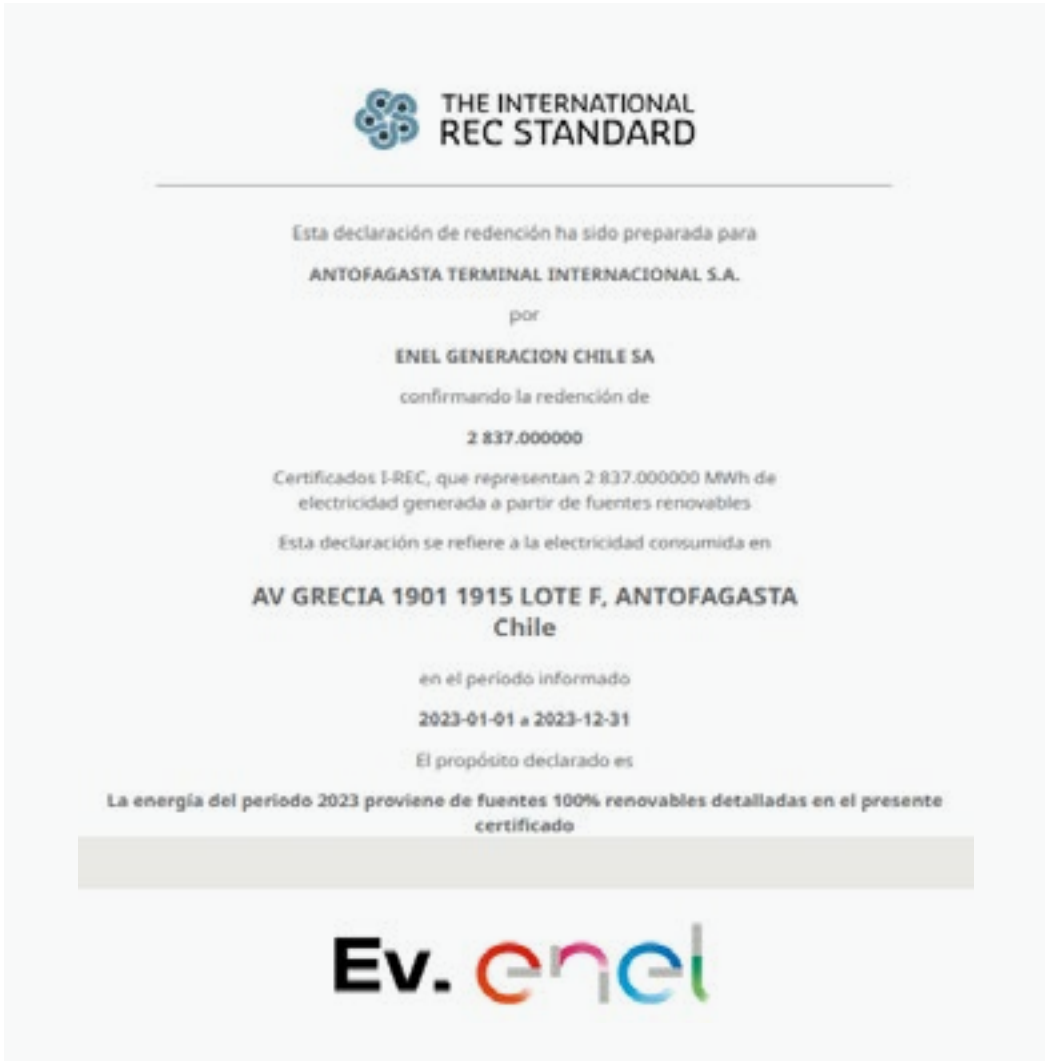 THE INTERNATIONAL
REC STANDARD
Esta declaración de redención ha sido preparada para
ANTOFAGASTA TERMINAL INTERNACIONAL S.A.
por
ENEL GENERACION CHILE SA
confirmando la redención de
2 837.000000
Certificados I-REC, que representan 2 837.000000 MWh de
electricidad generada a partir de fuentes renovables
Esta declaración se refiere a la electricidad consumida en
AV GRECIA 1901 1915 LOTE F, ANTOFAGASTA
Chile
en el período informado
2023-01-01 a 2023-12-31
El propósito declarado es
La energía del periodo 2023 proviene de fuentes 100% renovables detalladas en el presente
certificado
Ev. enel